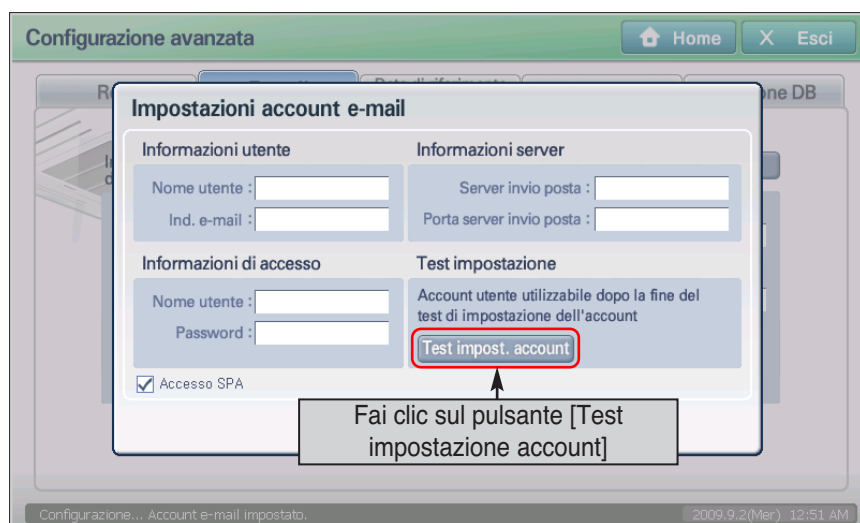 Configurazione avanzata
Home
X Esci
Data di riferimento
one DB
Impostazioni account e-mail
Informazioni utente
Nome utente :
Ind. e-mail :
Informazioni server
Server invio posta :
Porta server invio posta :
Informazioni di accesso
Nome utente :
Password :
Test impostazione
Account utente utilizzabile dopo la fine del
test di impostazione dell'account
Test impost. account
Accesso SPA
Fai clic sul pulsante [Test
impostazione account]
Configurazione... Account e-mail impostato.
2009.9.2(Mer) 12:51 AM